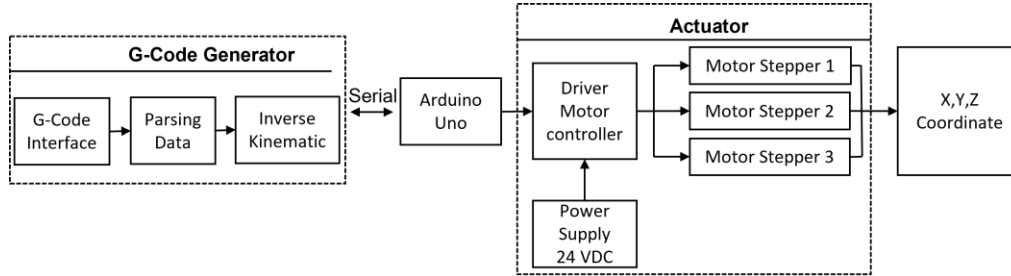 G-Code Generator
G-Code
Interface
Parsing
Data
Inverse
Kinematic
Serial
Arduino
Uno
Actuator
Driver
Motor
controller
Power
Supply
24 VDC
Motor Stepper 1
Motor Stepper 2
Motor Stepper 3
X,Y,Z
Coordinate